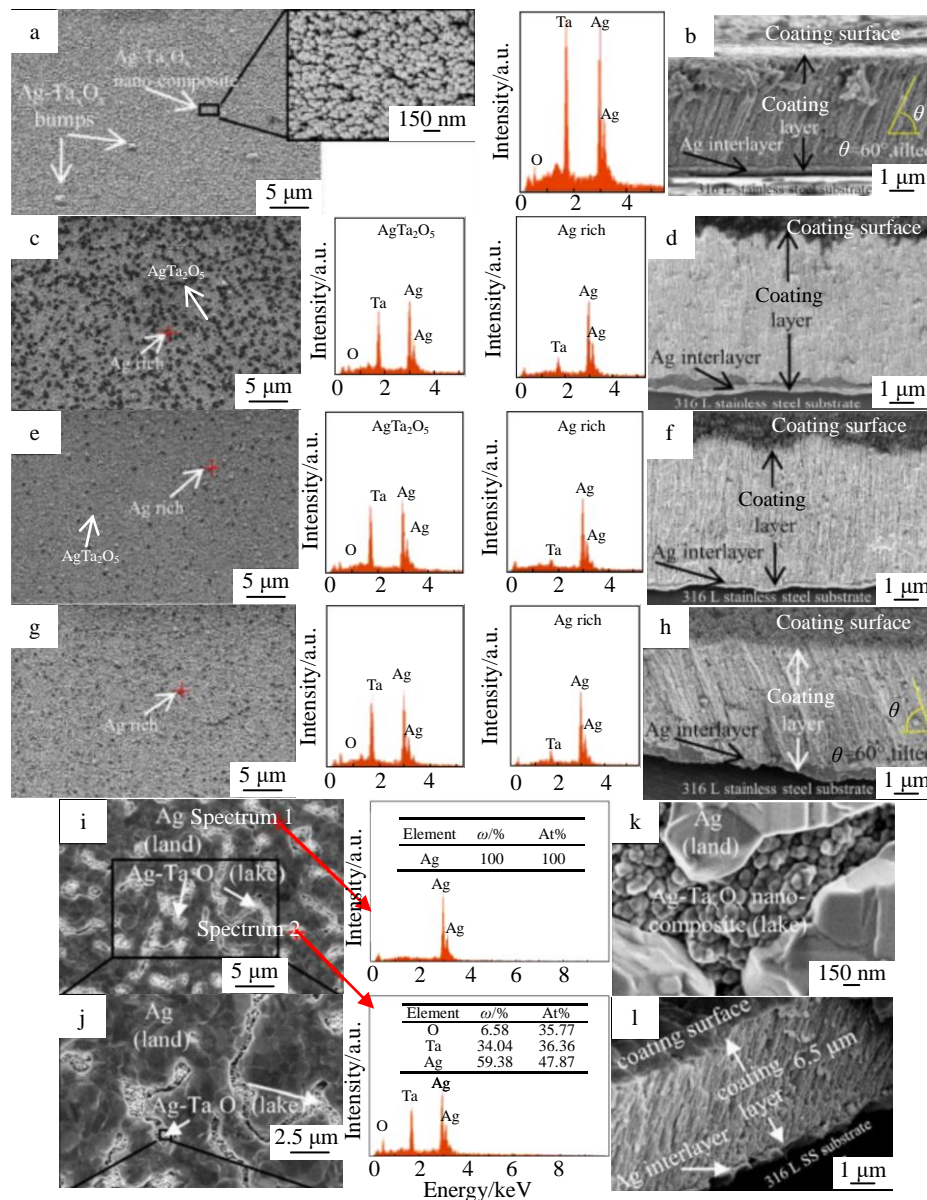 a
Ag-TaₓOₓ
nano-composite
Ag-TaₓOₓ
bumps
150 nm
5 μm
Intensity/a.u.
Ta
Ag
O
0 2 4
b
Coating surface
Coating
layer
Ag interlayer
θ
θ=60°,tilted
316 L stainless steel substrate
1 μm
c
AgTa₂O₅
Ag rich
5 μm
Intensity/a.u.
AgTa₂O₅
Ta
Ag
Ag
O
0 2 4
Intensity/a.u.
Ag rich
Ag
Ag
Ta
0 2 4
d
Coating surface
Coating
layer
Ag interlayer
316 L stainless steel substrate
1 μm
e
Ag rich
AgTa₂O₅
5 μm
Intensity/a.u.
AgTa₂O₅
Ta
Ag
Ag
O
0 2 4
Intensity/a.u.
Ag rich
Ag
Ag
Ta
0 2 4
f
Coating surface
Coating
layer
Ag interlayer
316 L stainless steel substrate
1 μm
g
Ag rich
5 μm
Intensity/a.u.
Ta
Ag
Ag
O
0 2 4
Intensity/a.u.
Ag rich
Ag
Ag
Ta
0 2 4
h
Coating surface
Coating
layer
Ag interlayer
θ
θ=60°,tilted
316 L stainless steel substrate
1 μm
i
Ag
(land)
Spectrum 1
Ag-Ta O (lake)
Spectrum 2
5 μm
Intensity/a.u.
Element ω/% At%
Ag 100 100
Ag
Ag
0 2 4 6 8
k
Ag
(land)
Ag-Ta O nano-
composite (lake)
150 nm
j
Ag
(land)
Ag-Ta O (lake)
2.5 μm
Intensity/a.u.
Element ω/% At%
O 6.58 35.77
Ta 34.04 36.36
Ag 59.38 47.87
Ag
Ta
Ag
O
0 2 4 6 8
Energy/keV
l
coating surface
coating 6.5 μm
layer
Ag interlayer
316 L SS substrate
1 μm